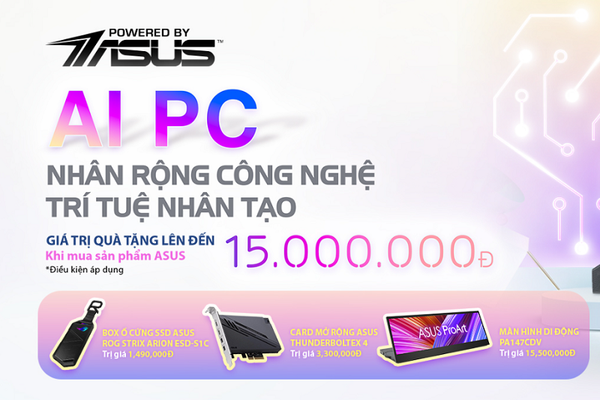 POWERED BY
ASUS™
AI PC
NHÂN RỘNG CÔNG NGHỆ
TRÍ TUỆ NHÂN TẠO
GIÁ TRỊ QUÀ TẶNG LÊN ĐẾN
Khi mua sản phẩm ASUS
*Điều kiện áp dụng
15.000.000Đ
BOX Ổ CỨNG SSD ASUS
ROG STRIX ARION ESD-S1C
Trị giá 1,490,000Đ
CARD MỞ RỘNG ASUS
THUNDERBOLTEX 4
Trị giá 3,300,000Đ
ASUS ProArt
MÀN HÌNH DI ĐỘNG
PA147CDV
Trị giá 15,500,000Đ